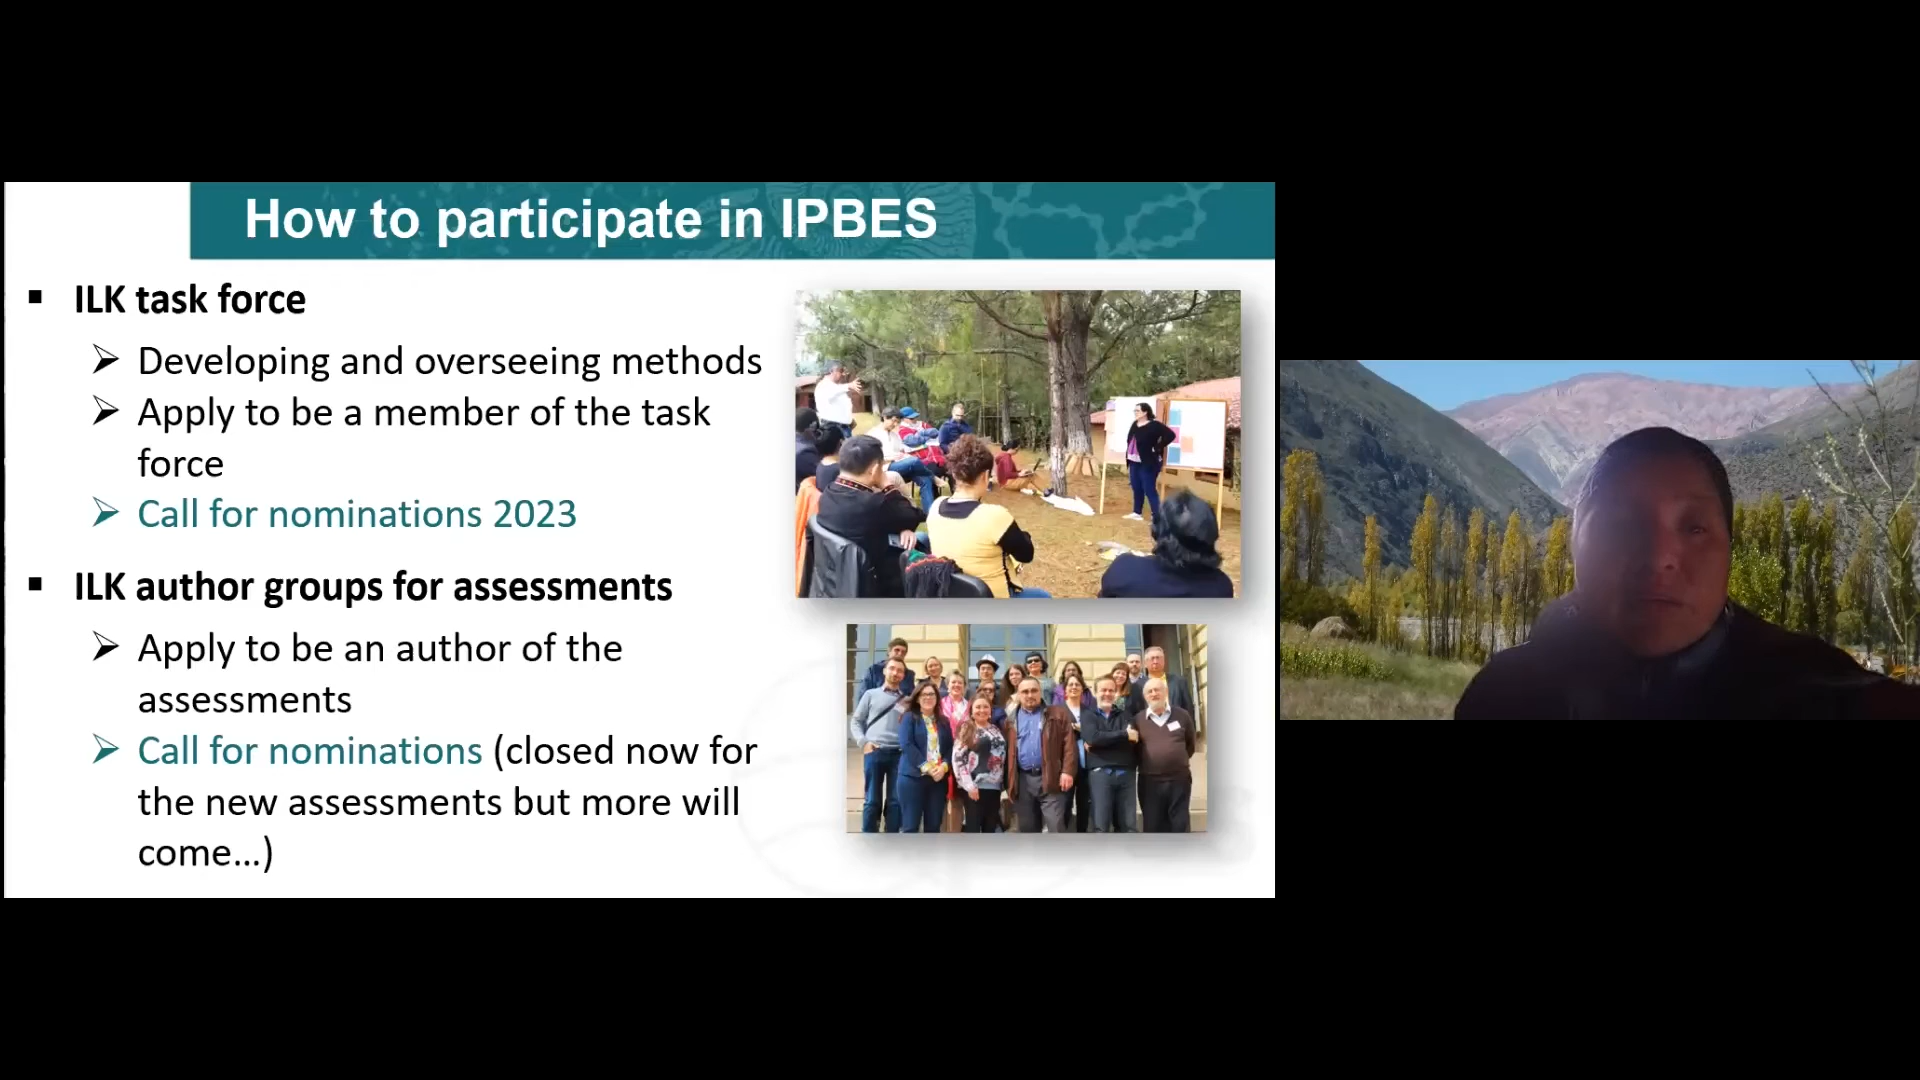 How to participate in IPBES
▪ ILK task force
➢ Developing and overseeing methods
➢ Apply to be a member of the task
force
➢ Call for nominations 2023
▪ ILK author groups for assessments
➢ Apply to be an author of the
assessments
➢ Call for nominations (closed now for
the new assessments but more will
come...)